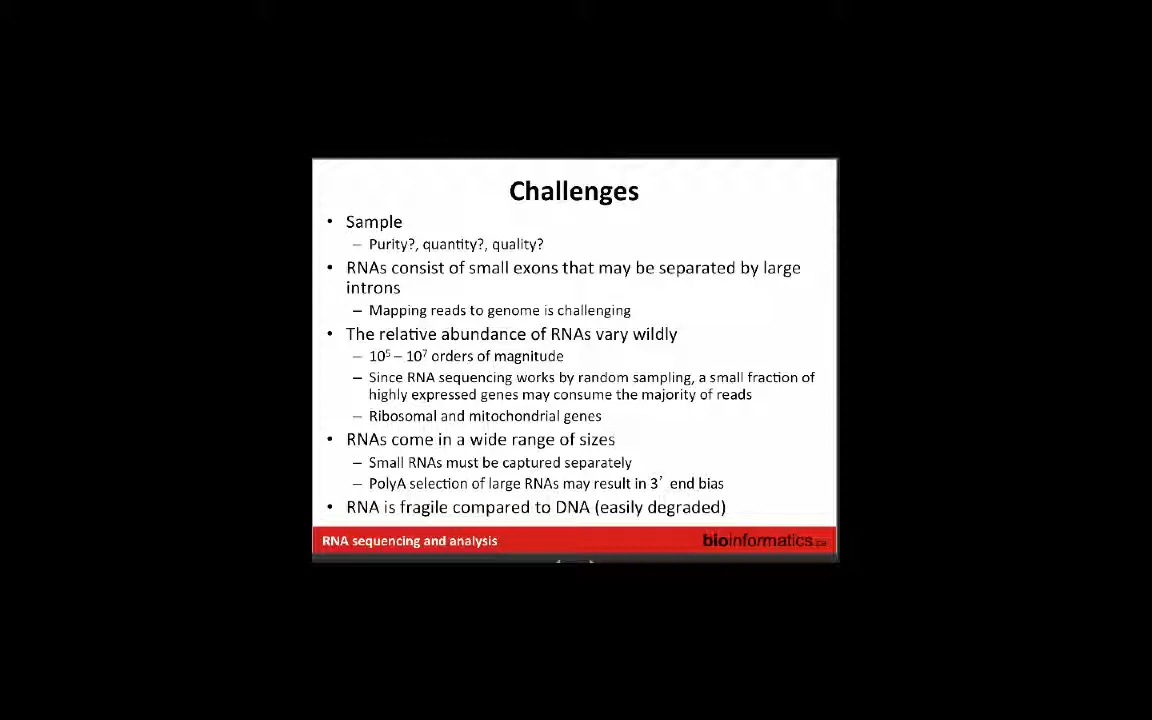 Challenges
• Sample
– Purity?, quantity?, quality?
• RNAs consist of small exons that may be separated by large
introns
– Mapping reads to genome is challenging
• The relative abundance of RNAs vary wildly
– 10⁵ – 10⁷ orders of magnitude
– Since RNA sequencing works by random sampling, a small fraction of
highly expressed genes may consume the majority of reads
– Ribosomal and mitochondrial genes
• RNAs come in a wide range of sizes
– Small RNAs must be captured separately
– PolyA selection of large RNAs may result in 3’ end bias
• RNA is fragile compared to DNA (easily degraded)
RNA sequencing and analysis
bioinformatics.ca